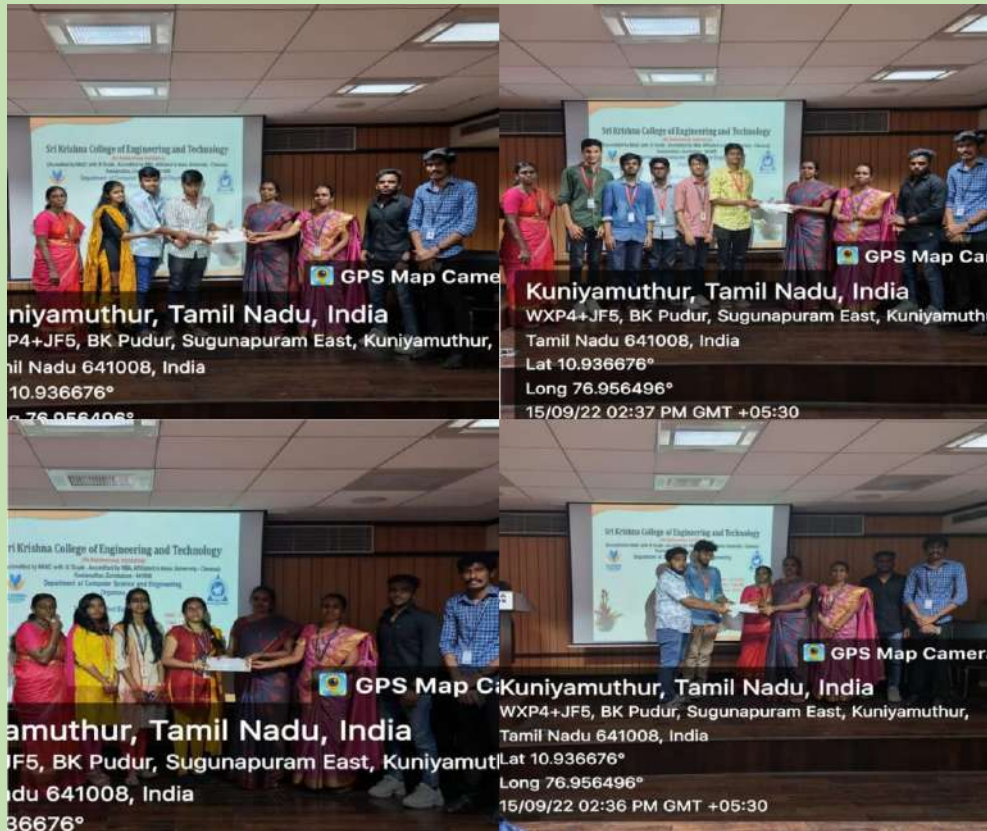 Sri Krishna College of Engineering and Technology
GPS Map Came
niyamuthur, Tamil Nadu, India
P4+JF5, BK Pudur, Sugunapuram East, Kuniyamuthur,
il Nadu 641008, India
10.936676°
76.956496°
Sri Krishna College of Engineering and Technology
GPS Map Ca
Kuniyamuthur, Tamil Nadu, India
WXP4+JF5, BK Pudur, Sugunapuram East, Kuniyamuth
Tamil Nadu 641008, India
Lat 10.936676°
Long 76.956496°
15/09/22 02:37 PM GMT +05:30
ri Krishna College of Engineering and Technology
Department of Computer Science and Engineering
GPS Map Ca
amuthur, Tamil Nadu, India
JF5, BK Pudur, Sugunapuram East, Kuniyamut
du 641008, India
36676°
Sri Krishna College of Engineering and Technology
GPS Map Camer
Kuniyamuthur, Tamil Nadu, India
WXP4+JF5, BK Pudur, Sugunapuram East, Kuniyamuthur,
Tamil Nadu 641008, India
Lat 10.936676°
Long 76.956496°
15/09/22 02:36 PM GMT +05:30